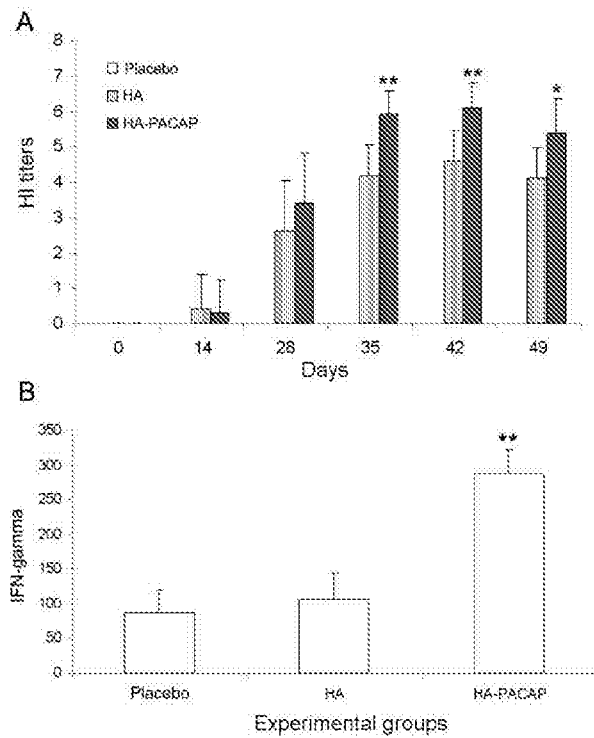 A
8
7
6
5
4
3
2
1
0
HI titers
Placebo
HA
HA-PACAP
**
**
*
0 14 28 35 42 49
Days
B
350
300
250
200
150
100
50
0
IFN-gamma
**
Placebo HA HA-PACAP
Experimental groups